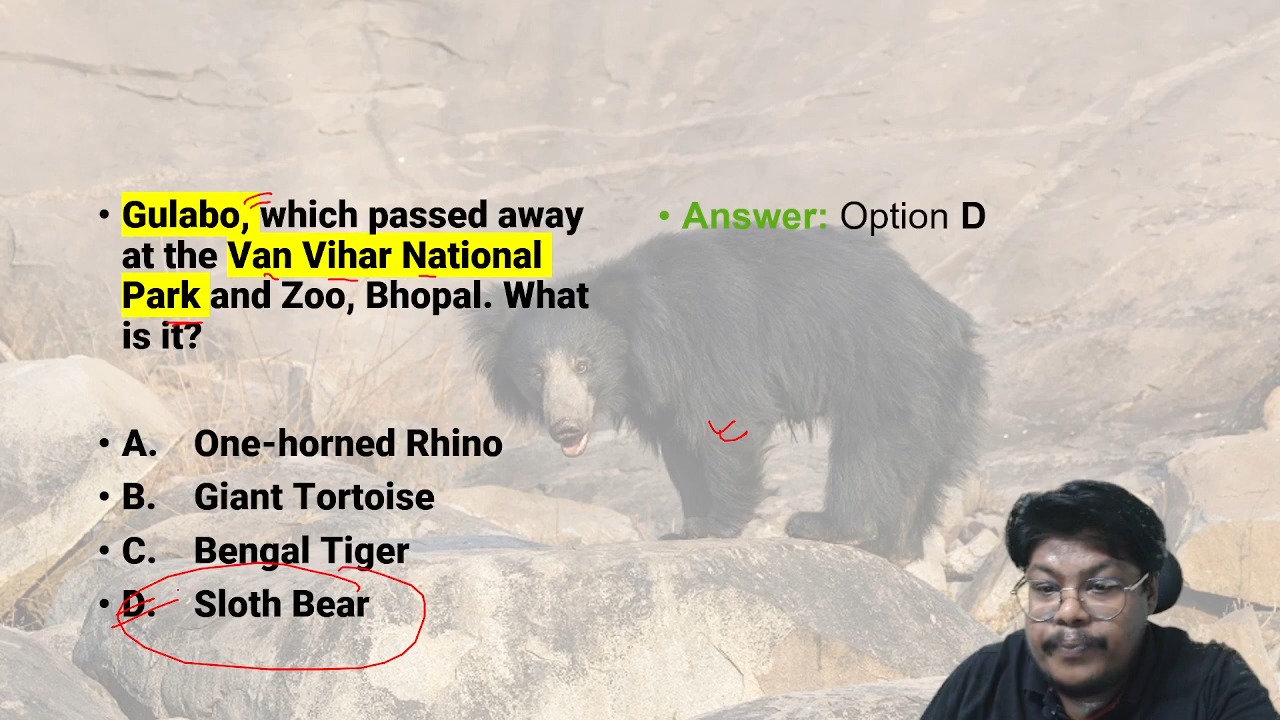 • Gulabo, which passed away
at the Van Vihar National
Park and Zoo, Bhopal. What
is it?
• A. One-horned Rhino
• B. Giant Tortoise
• C. Bengal Tiger
• D. Sloth Bear
• Answer: Option D